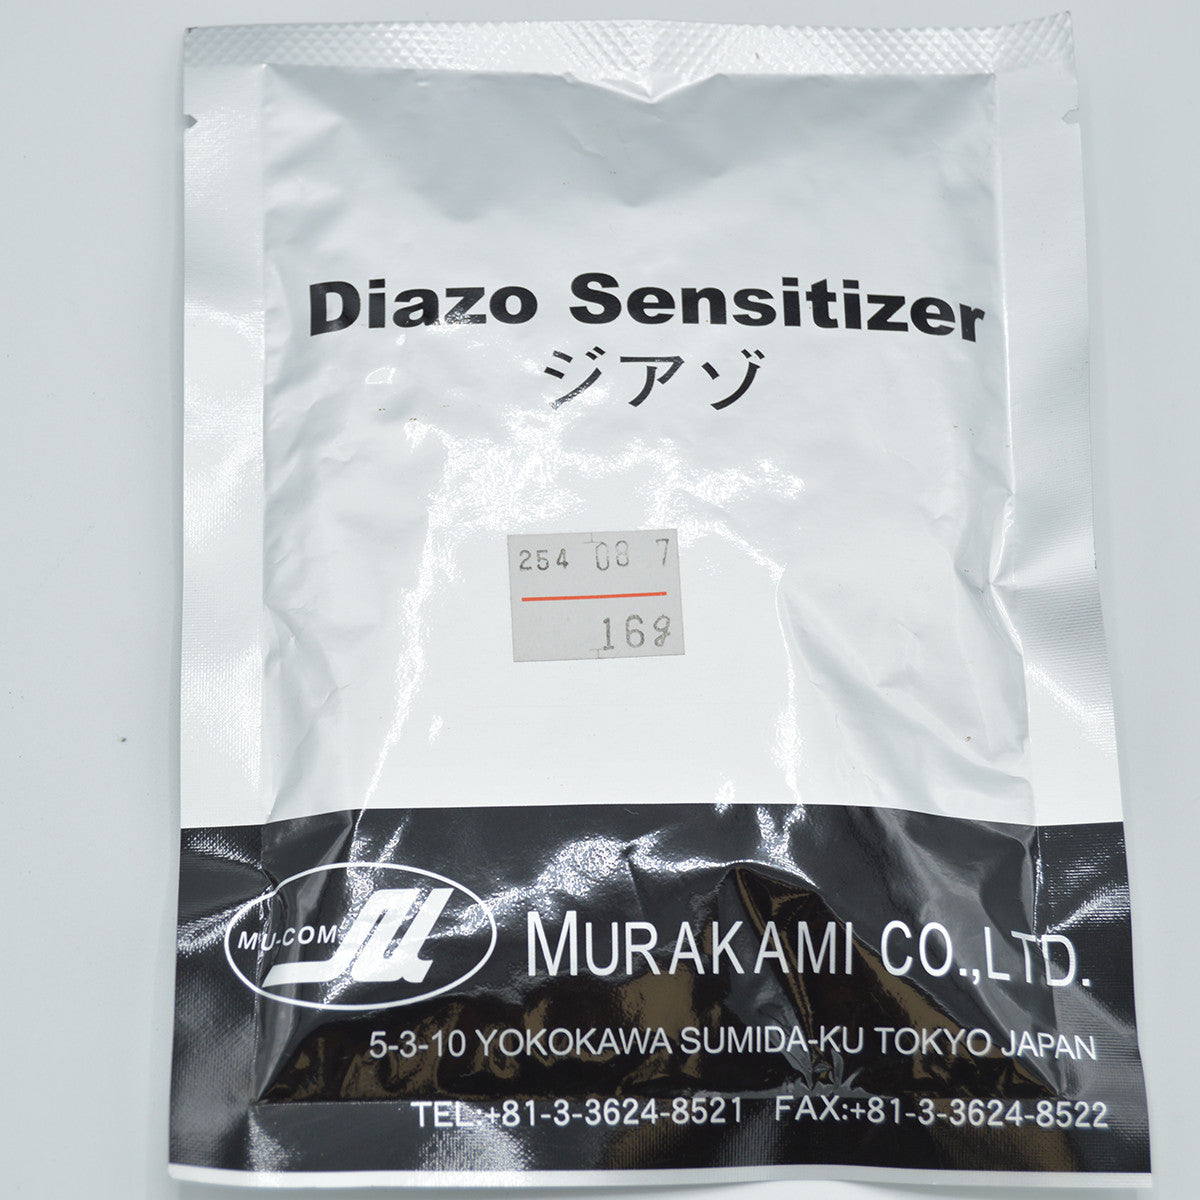 Diazo Sensitizer
ジアゾ
254 08 7
16g
MU-COM
MURAKAMI CO.,LTD.
5-3-10 YOKOKAWA SUMIDA-KU TOKYO JAPAN
TEL:+81-3-3624-8521 FAX:+81-3-3624-8522